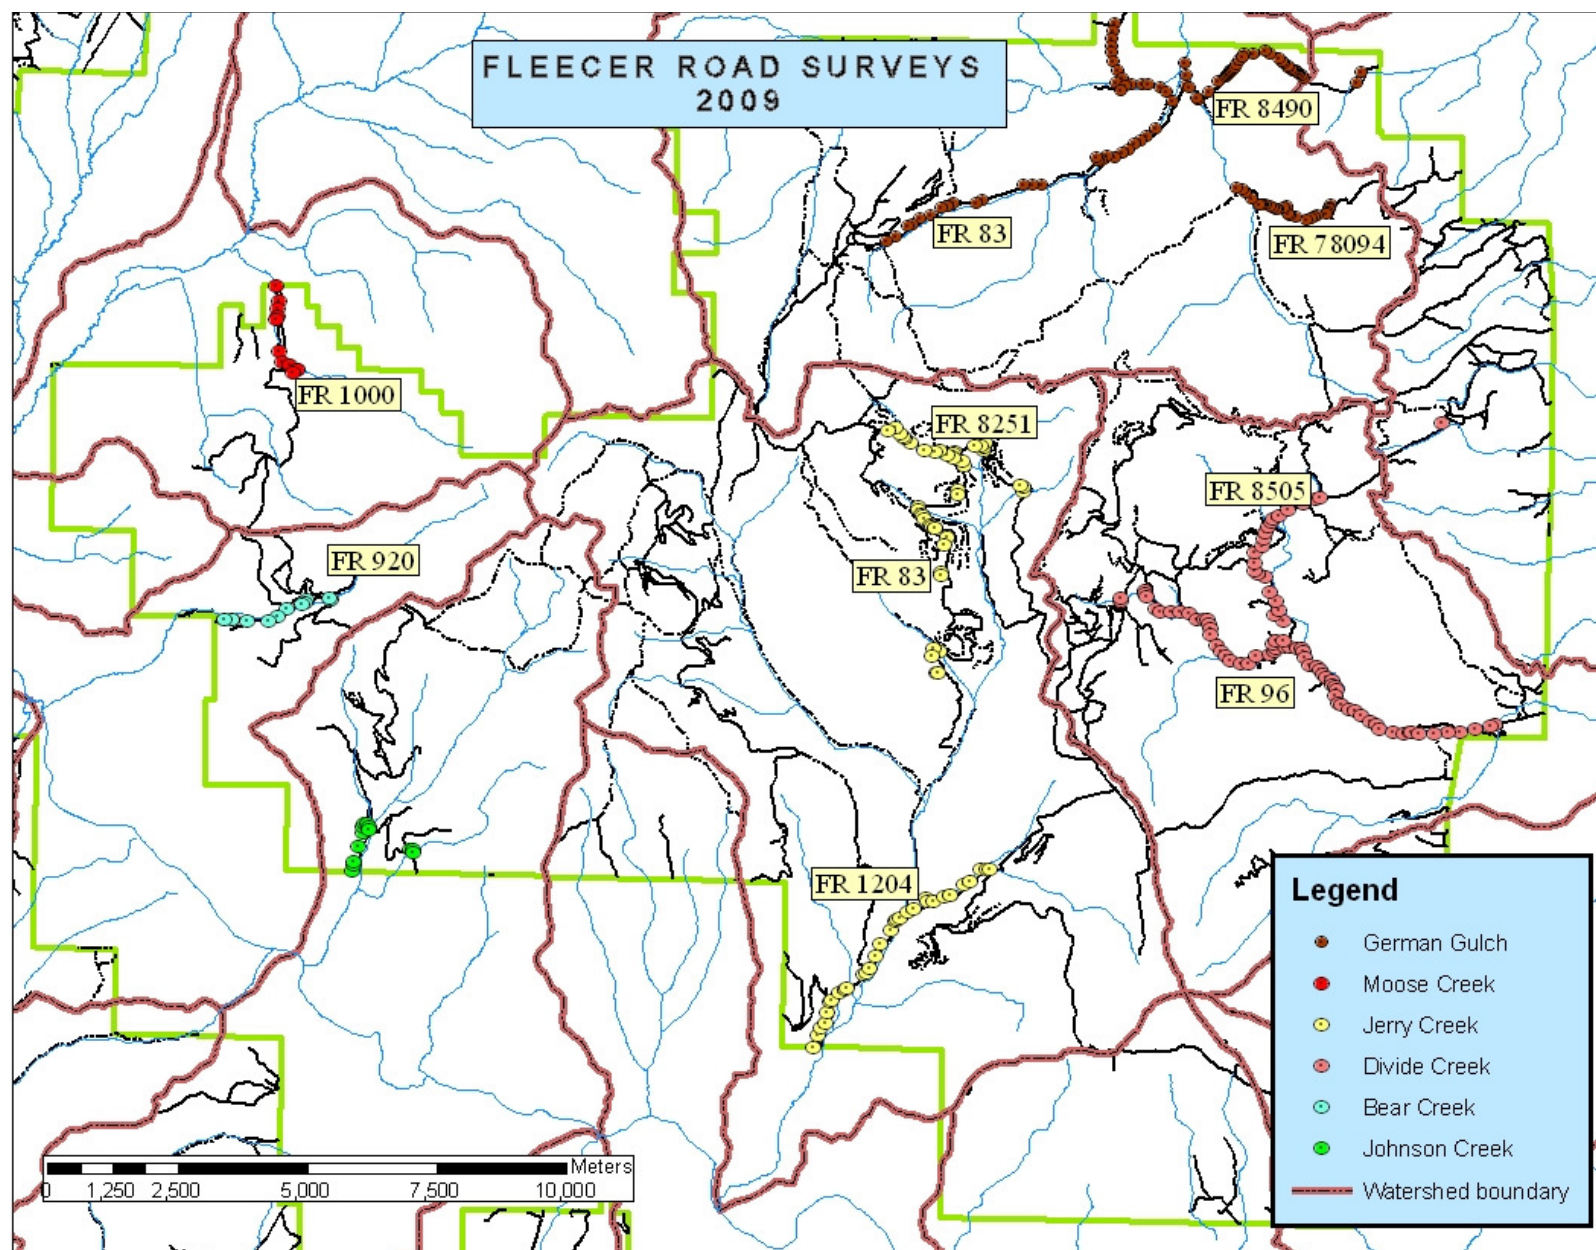 FLEECER ROAD SURVEYS
2009
FR 8490
FR 83
FR 78094
FR 1000
FR 8251
FR 8505
FR 920
FR 83
FR 96
FR 1204
Legend
German Gulch
Moose Creek
Jerry Creek
Divide Creek
Bear Creek
Johnson Creek
Watershed boundary
Meters
0 1,250 2,500 5,000 7,500 10,000